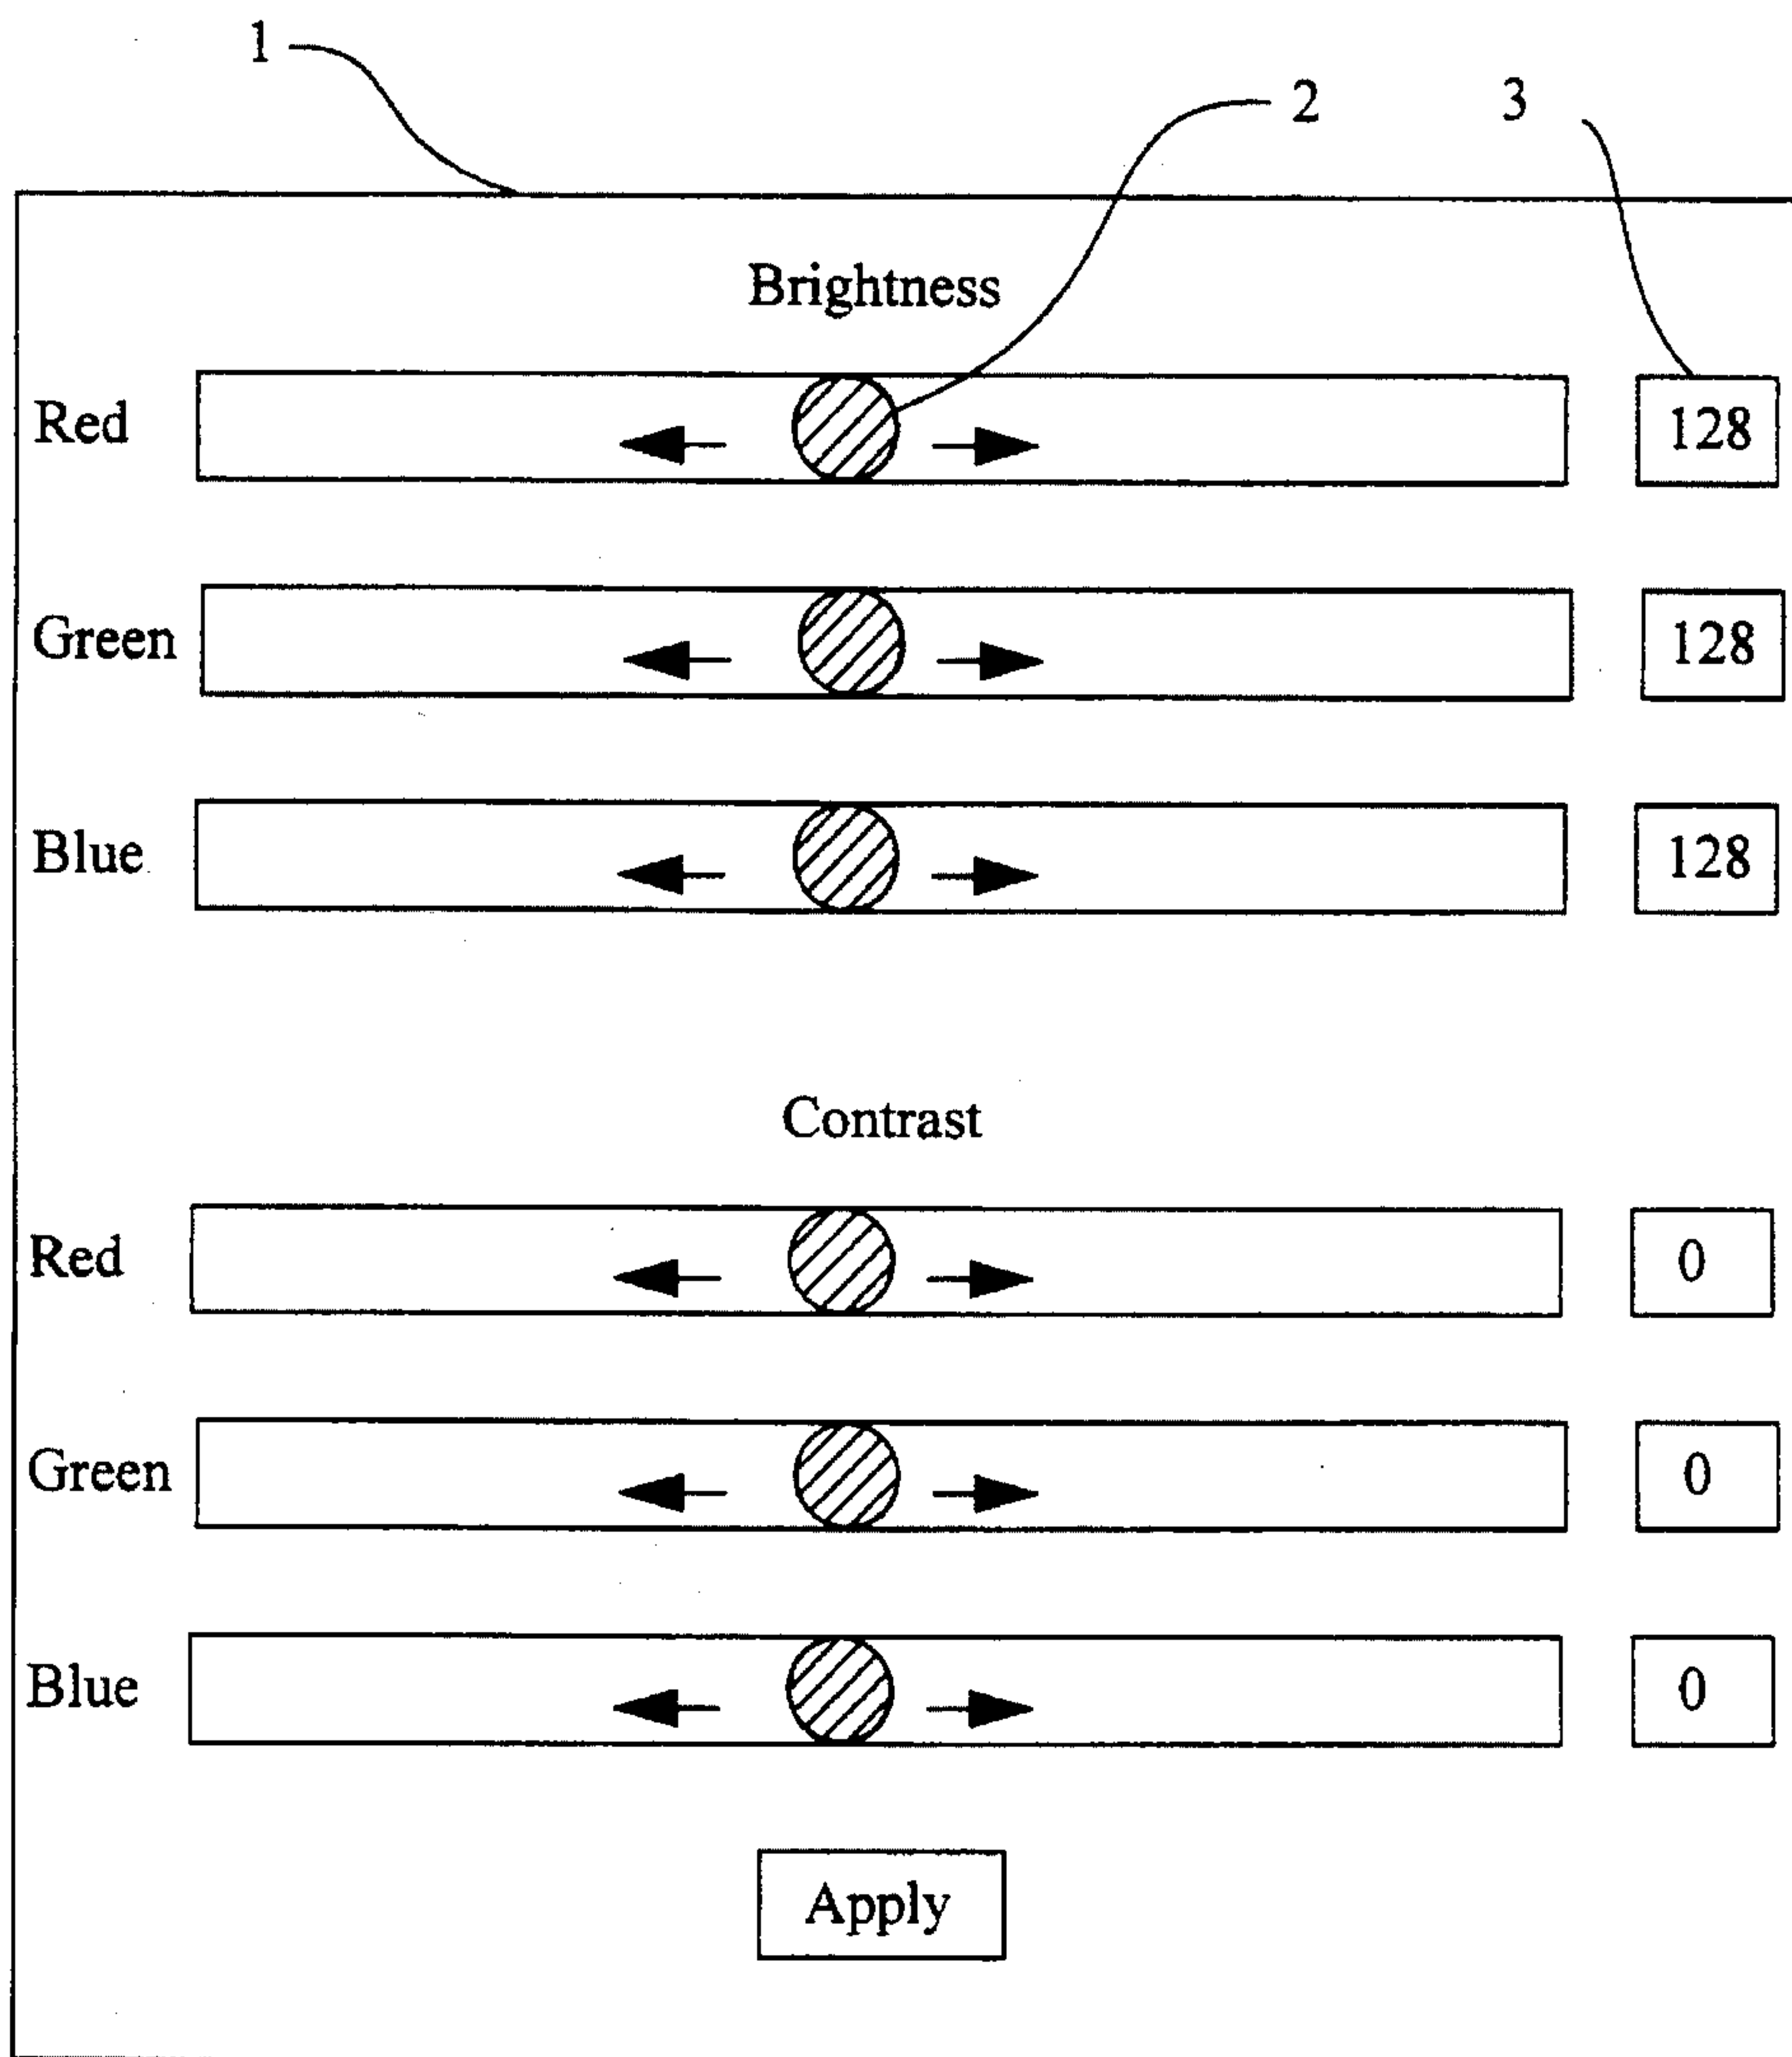 1
2 3
Brightness
Red 128
Green 128
Blue 128
Contrast
Red 0
Green 0
Blue 0
Apply